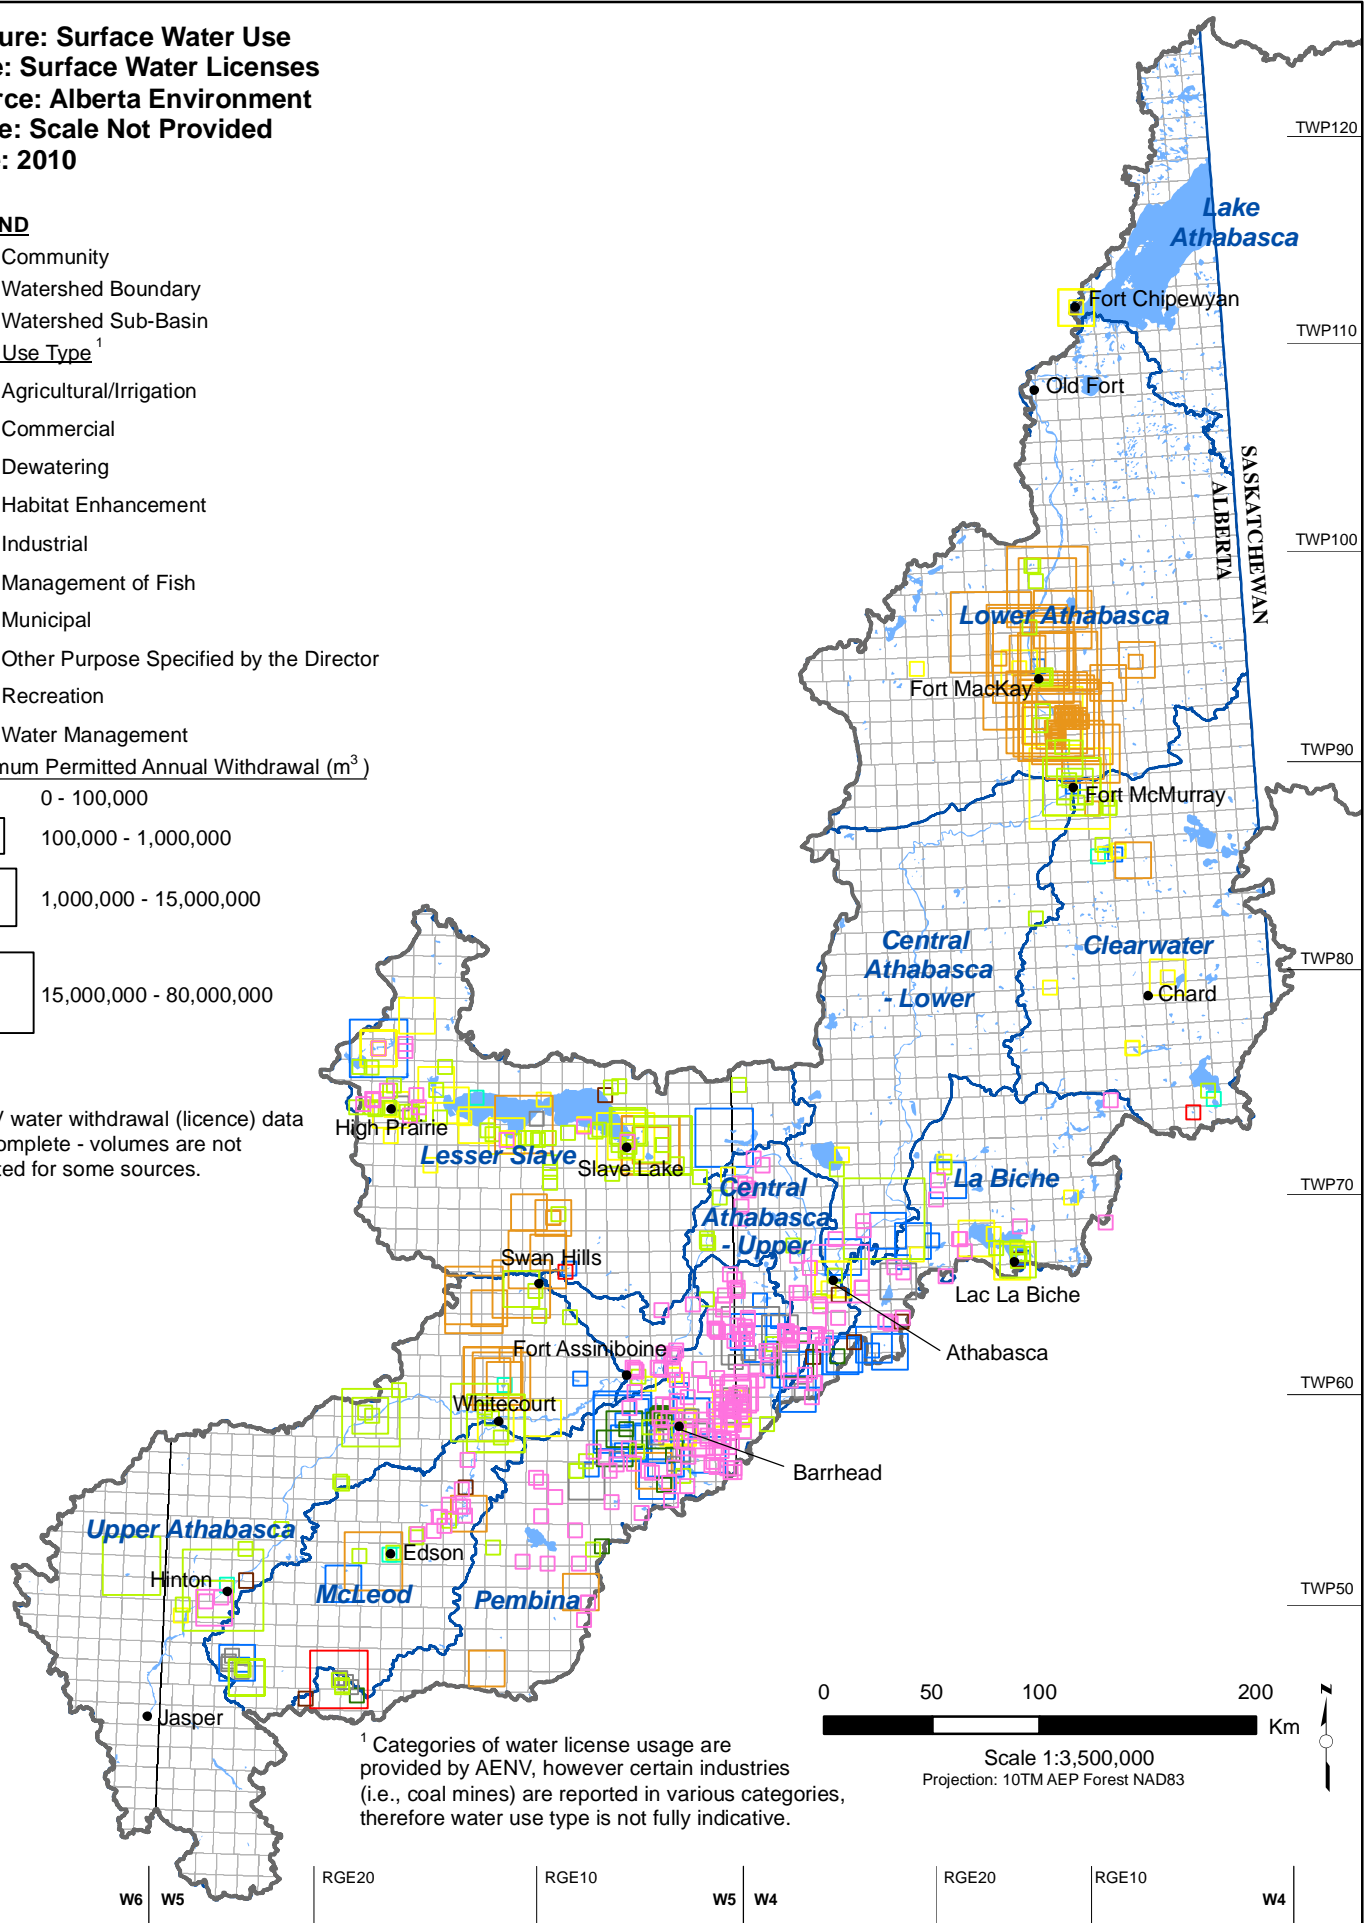 ure: Surface Water Use
e: Surface Water Licenses
rce: Alberta Environment
e: Scale Not Provided
: 2010
ND
Community
Watershed Boundary
Watershed Sub-Basin
Use Type 1
Agricultural/Irrigation
Commercial
Dewatering
Habitat Enhancement
Industrial
Management of Fish
Municipal
Other Purpose Specified by the Director
Recreation
Water Management
mum Permitted Annual Withdrawal (m3 )
0 - 100,000
100,000 - 1,000,000
1,000,000 - 15,000,000
15,000,000 - 80,000,000
water withdrawal (licence) data
complete - volumes are not
ted for some sources.
TWP120
Lake
Athabasca
Fort Chipewyan
TWP110
Old Fort
SASKATCHEWAN
ALBERTA
TWP100
Lower Athabasca
Fort MacKay
TWP90
Fort McMurray
Central
Athabasca
- Lower
Clearwater
TWP80
Chard
High Prairie
Lesser Slave
Slave Lake
La Biche
TWP70
Central
Athabasca
- Upper
Swan Hills
Lac La Biche
Fort Assiniboine
Athabasca
TWP60
Whitecourt
Barrhead
Upper Athabasca
Edson
Hinton
McLeod
Pembina
TWP50
Jasper
0 50 100 200
Km
Scale 1:3,500,000
Projection: 10TM AEP Forest NAD83
N
1 Categories of water license usage are
provided by AENV, however certain industries
(i.e., coal mines) are reported in various categories,
therefore water use type is not fully indicative.
RGE20 RGE10 RGE20 RGE10
W6 W5 W5 W4 W4